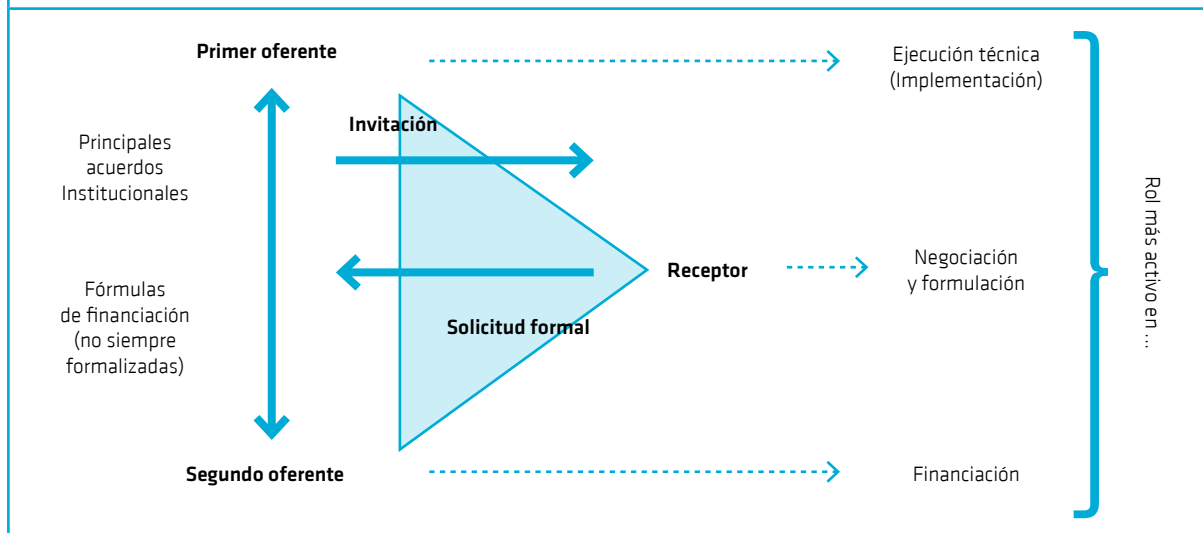 Primer oferente
Ejecución técnica
(Implementación)
Invitación
Principales
acuerdos
Institucionales
Rol más activo en ...
Receptor
Negociación
y formulación
Fórmulas
de financiación
(no siempre
formalizadas)
Solicitud formal
Segundo oferente
Financiación